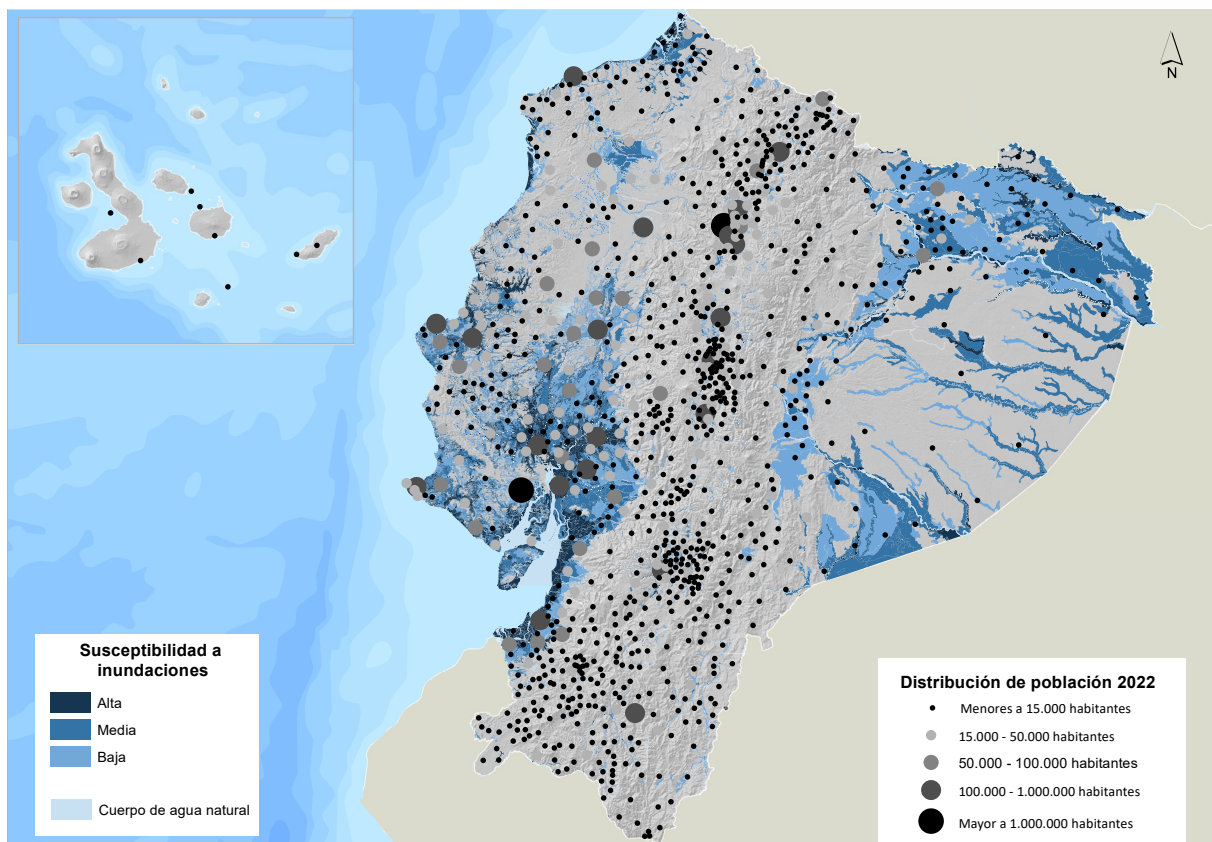 N
Susceptibilidad a
inundaciones
Alta
Media
Baja
Cuerpo de agua natural
Distribución de población 2022
Menores a 15.000 habitantes
15.000 - 50.000 habitantes
50.000 - 100.000 habitantes
100.000 - 1.000.000 habitantes
Mayor a 1.000.000 habitantes